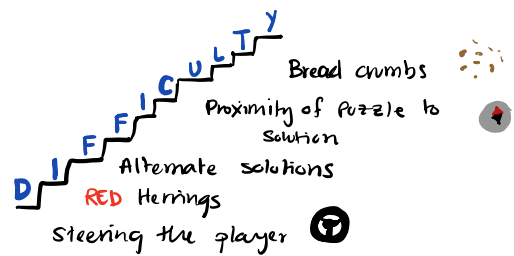 DIFFICULTY
Bread crumbs
Proximity of puzzle to
solution
Alternate solutions
RED Herrings
Steering the player